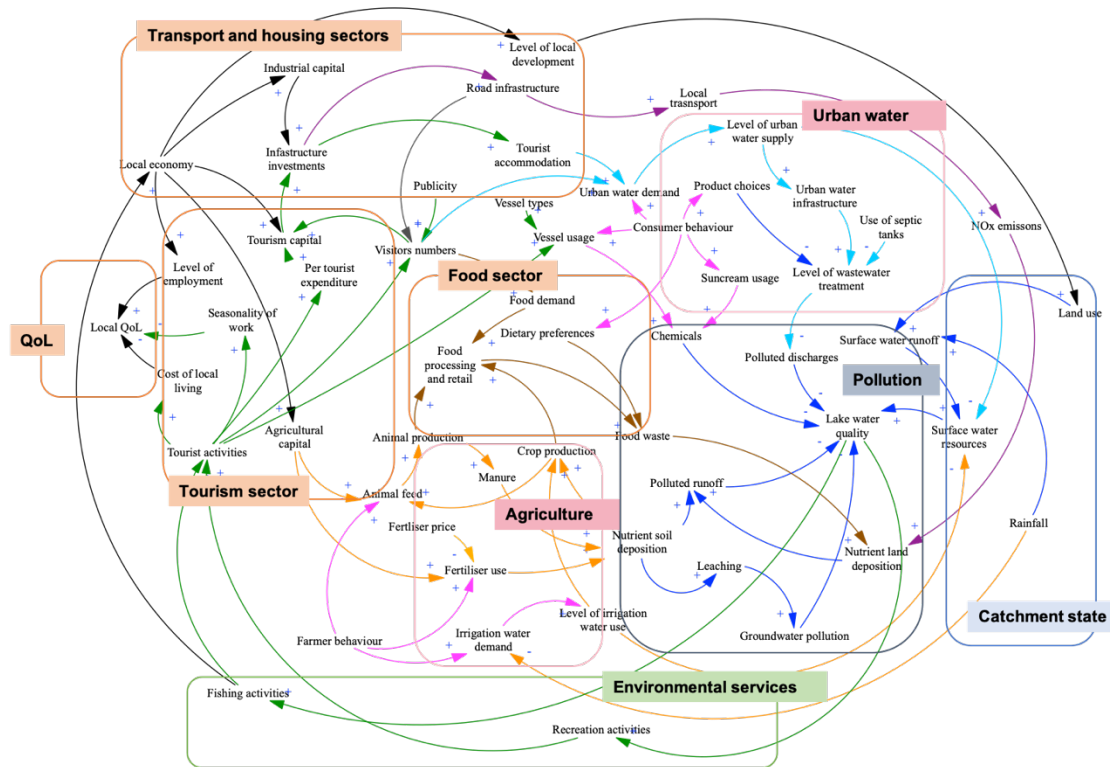 Transport and housing sectors
Level of local
development
Industrial capital
Road infrastructure
Local
transport
Urban water
Level of urban
water supply
Local economy
Infastructure
investments
Tourist
accommodation
Publicity
Urban water demand
Product choices
Urban water
infrastructure
Vessel types
Use of septic
tanks
NOx emissons
Tourism capital
Visitors numbers
Vessel usage
Consumer behaviour
Level of
employment
Per tourist
expenditure
Food sector
Suncream usage
Level of wastewater
treatment
QoL
Local QoL
Seasonality of
work
Food demand
Dietary preferences
Chemicals
Land use
Surface water runoff
Food
processing
and retail
Polluted discharges
Cost of local
living
Pollution
Agricultural
capital
Animal production
Food waste
Lake water
quality
Surface water
resources
Tourist activities
Crop production
Tourism sector
Animal feed
Manure
Polluted runoff
Agriculture
Fertliser price
Nutrient soil
deposition
Rainfall
Nutrient land
deposition
Fertiliser use
Leaching
Level of irrigation
water use
Farmer behaviour
Irrigation water
demand
Groundwater pollution
Catchment state
Fishing activities
Environmental services
Recreation activities